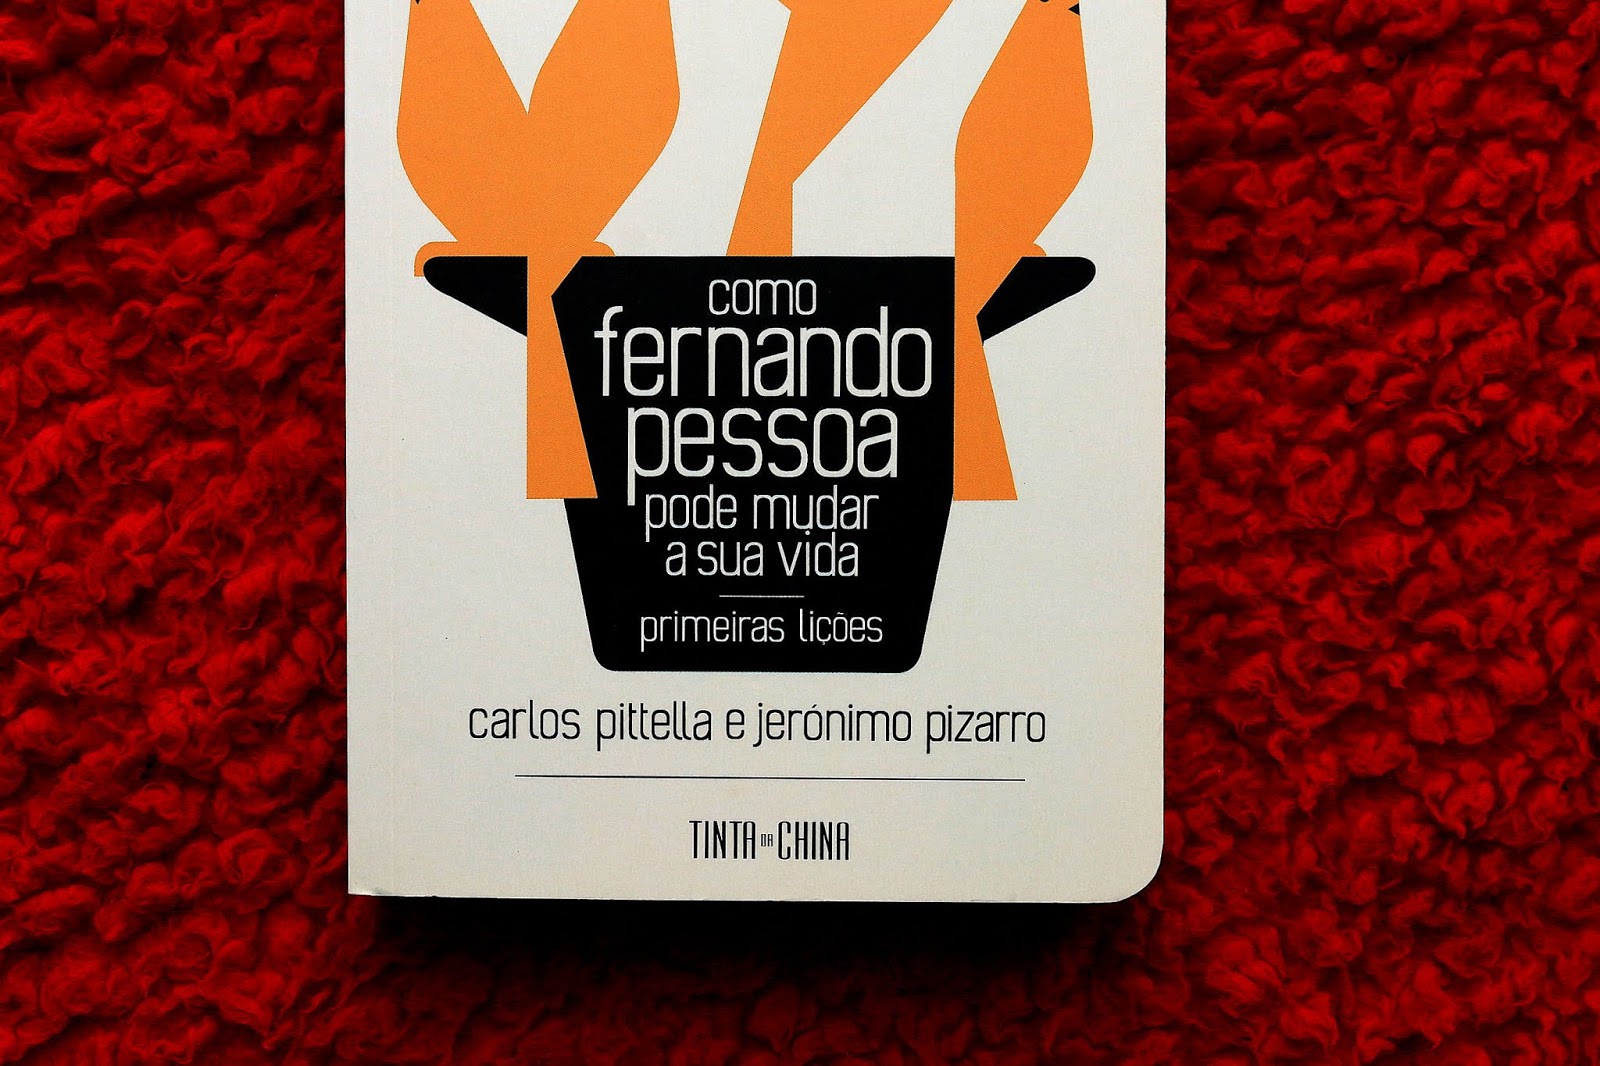 como
fernando
pessoa
pode mudar
a sua vida
primeiras lições
carlos pittella e jerónimo pizarro
TINTA DA CHINA